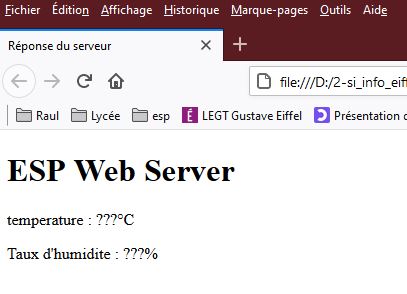 Fichier Édition Affichage Historique Marque-pages Outils Aide
Réponse du serveur
file:///D:/2-si_info_eiff
Raul Lycée esp LEGT Gustave Eiffel Présentation d
ESP Web Server
temperature : ???°C
Taux d'humidite : ???%